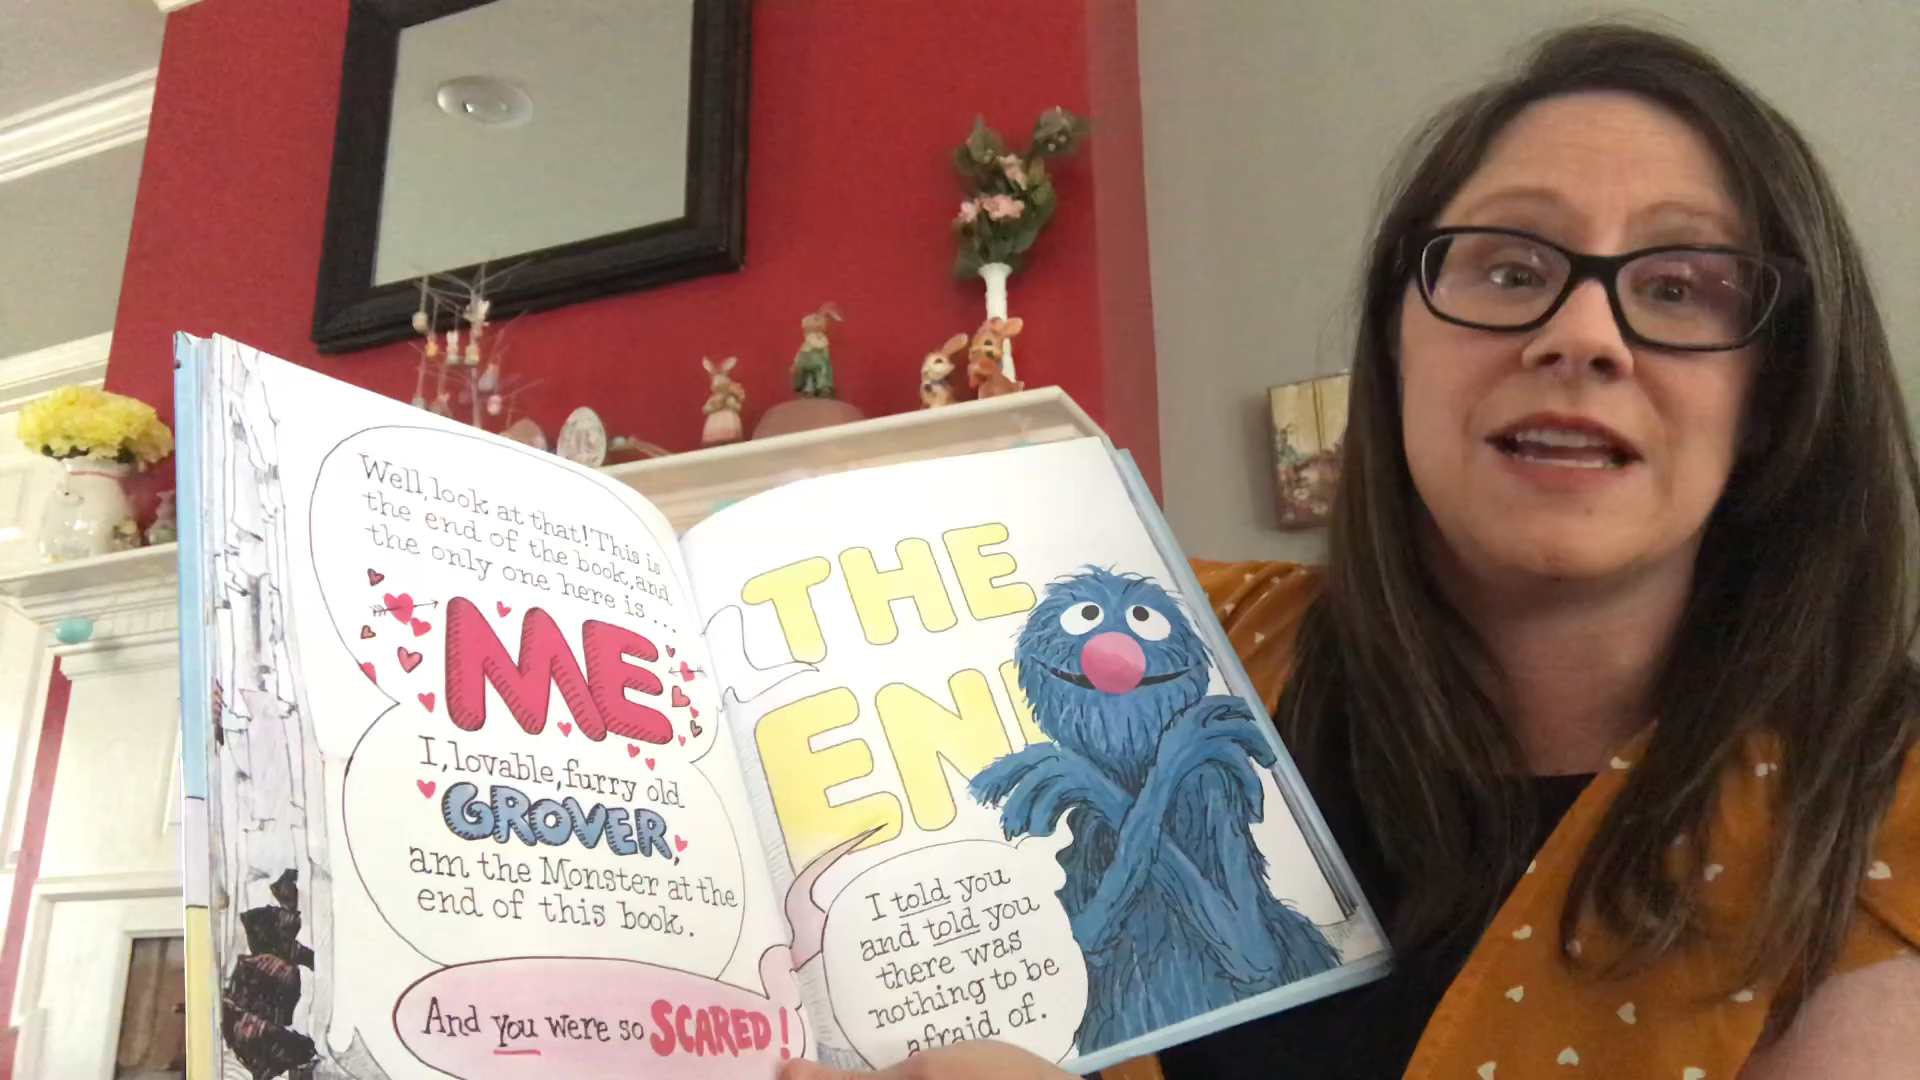 Well, look at that! This is
the end of the book, and
the only one here is...
ME
I, lovable, furry old
GROVER,
am the Monster at the
end of this book.
And you were so SCARED!
THE
EN
I told you
and told you
there was
nothing to be
afraid of.